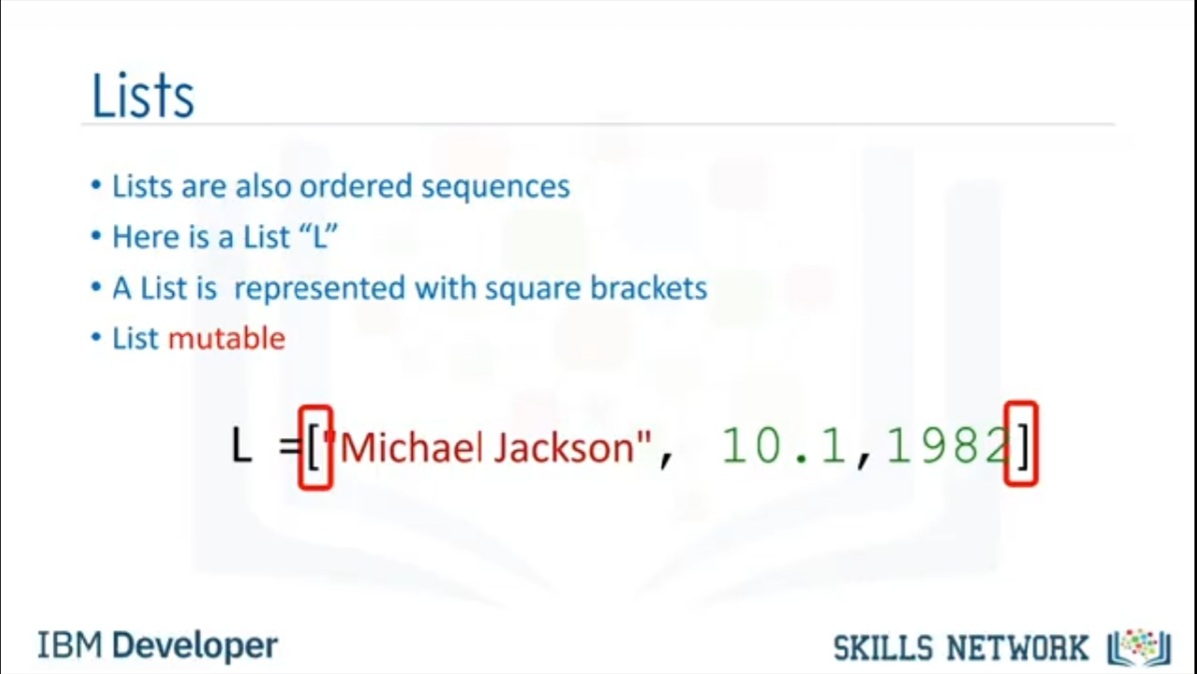 Lists
• Lists are also ordered sequences
• Here is a List “L”
• A List is  represented with square brackets
• List mutable
L =["Michael Jackson", 10.1,1982]
IBM Developer
SKILLS NETWORK